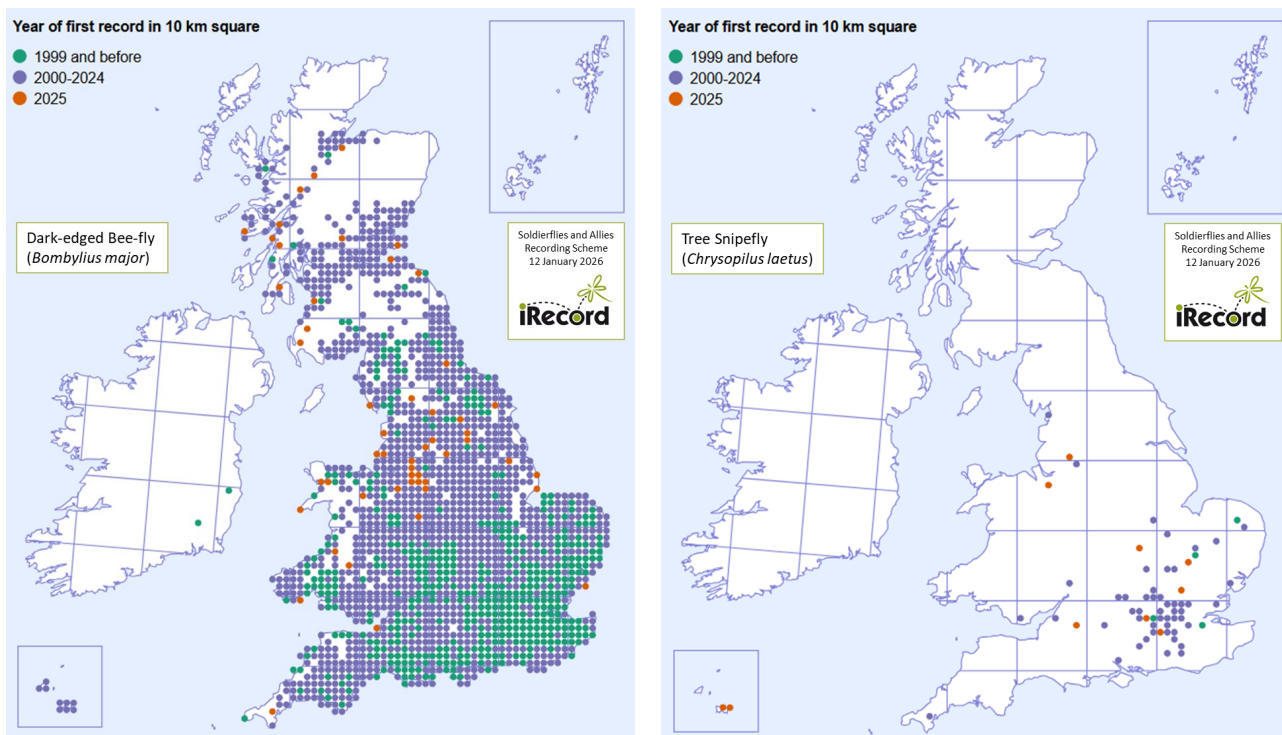 Year of first record in 10 km square
1999 and before
2000-2024
2025
Dark-edged Bee-fly
(Bombylius major)
Soldierflies and Allies
Recording Scheme
12 January 2026
iRecord
Year of first record in 10 km square
1999 and before
2000-2024
2025
Tree Snipefly
(Chrysopilus laetus)
Soldierflies and Allies
Recording Scheme
12 January 2026
iRecord